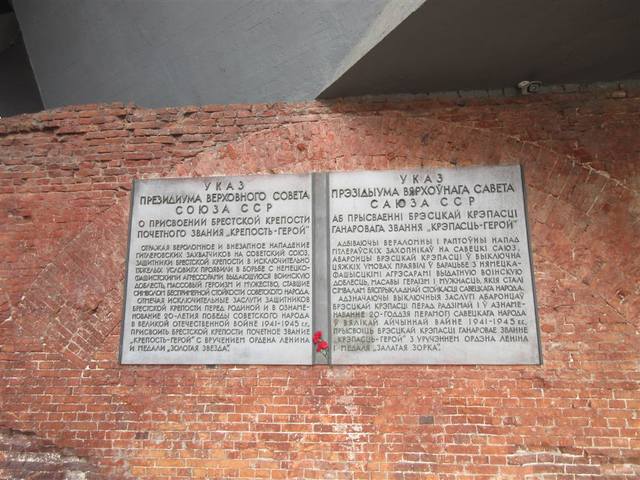 УКАЗ
ПРЕЗИДИУМА ВЕРХОВНОГО СОВЕТА
СОЮЗА ССР
О ПРИСВОЕНИИ БРЕСТСКОЙ КРЕПОСТИ
ПОЧЕТНОГО ЗВАНИЯ „КРЕПОСТЬ-ГЕРОЙ“
ОТРАЖАЯ ВЕРОЛОМНОЕ И ВНЕЗАПНОЕ НАПАДЕНИЕ
ГИТЛЕРОВСКИХ ЗАХВАТЧИКОВ НА СОВЕТСКИЙ СОЮЗ,
ЗАЩИТНИКИ БРЕСТСКОЙ КРЕПОСТИ В ИСКЛЮЧИТЕЛЬНО
ТЯЖЕЛЫХ УСЛОВИЯХ ПРОЯВИЛИ В БОРЬБЕ С НЕМЕЦКО-
ФАШИСТСКИМИ АГРЕССОРАМИ ВЫДАЮЩУЮСЯ ВОИНСКУЮ
ДОБЛЕСТЬ, МАССОВЫЙ ГЕРОИЗМ И МУЖЕСТВО, СТАВШИЕ
СИМВОЛОМ БЕСПРИМЕРНОЙ СТОЙКОСТИ СОВЕТСКОГО НАРОДА.
ОТМЕЧАЯ ИСКЛЮЧИТЕЛЬНЫЕ ЗАСЛУГИ ЗАЩИТНИКОВ
БРЕСТСКОЙ КРЕПОСТИ ПЕРЕД РОДИНОЙ И В ОЗНАМЕ-
НОВАНИЕ 20-ЛЕТИЯ ПОБЕДЫ СОВЕТСКОГО НАРОДА
В ВЕЛИКОЙ ОТЕЧЕСТВЕННОЙ ВОЙНЕ 1941-1945 г.г.,
ПРИСВОИТЬ БРЕСТСКОЙ КРЕПОСТИ ПОЧЕТНОЕ ЗВАНИЕ
„КРЕПОСТЬ-ГЕРОЙ“ С ВРУЧЕНИЕМ ОРДЕНА ЛЕНИНА
И МЕДАЛИ „ЗОЛОТАЯ ЗВЕЗДА“.
УКАЗ
ПРЭЗІДЫУМА ВЯРХОЎНАГА САВЕТА
САЮЗА ССР
АБ ПРЫСВАЕННІ БРЭСЦКАЙ КРЭПАСЦІ
ГАНАРОВАГА ЗВАННЯ „КРЭПАСЦЬ-ГЕРОЙ“
АДБІВАЮЧЫ ВЕРАЛОМНЫ І РАПТОЎНЫ НАПАД
ГІТЛЕРАЎСКІХ ЗАХОПНІКАЎ НА САВЕЦКІ САЮЗ,
АБАРОНЦЫ БРЭСЦКАЙ КРЭПАСЦІ Ў ВЫКЛЮЧНА
ЦЯЖКІХ УМОВАХ ПРАЯВІЛІ Ў БАРАЦЬБЕ З НЯМЕЦКА-
ФАШЫСЦКІМІ АГРЭСАРАМІ ВЫДАТНУЮ ВОІНСКУЮ
ДОБЛЕСЦЬ, МАСАВЫ ГЕРАІЗМ І МУЖНАСЦЬ, ЯКІЯ СТАЛІ
СІМВАЛАМ БЯСПРЫКЛАДНАЙ СТОЙКАСЦІ САВЕЦКАГА НАРОДА.
АДЗНАЧАЮЧЫ ВЫКЛЮЧНЫЯ ЗАСЛУГІ АБАРОНЦАЎ
БРЭСЦКАЙ КРЭПАСЦІ ПЕРАД РАДЗІМАЙ І Ў АЗНАМЕ-
НАВАННЕ 20-ГОДДЗЯ ПЕРАМОГІ САВЕЦКАГА НАРОДА
Ў ВЯЛІКАЙ АЙЧЫННАЙ ВАЙНЕ 1941-1945 г.г.,
ПРЫСВОІЦЬ БРЭСЦКАЙ КРЭПАСЦІ ГАНАРОВАЕ ЗВАННЕ
„КРЭПАСЦЬ-ГЕРОЙ“ З УРУЧЭННЕМ ОРДЭНА ЛЕНІНА
І МЕДАЛЯ „ЗАЛАТАЯ ЗОРКА“.